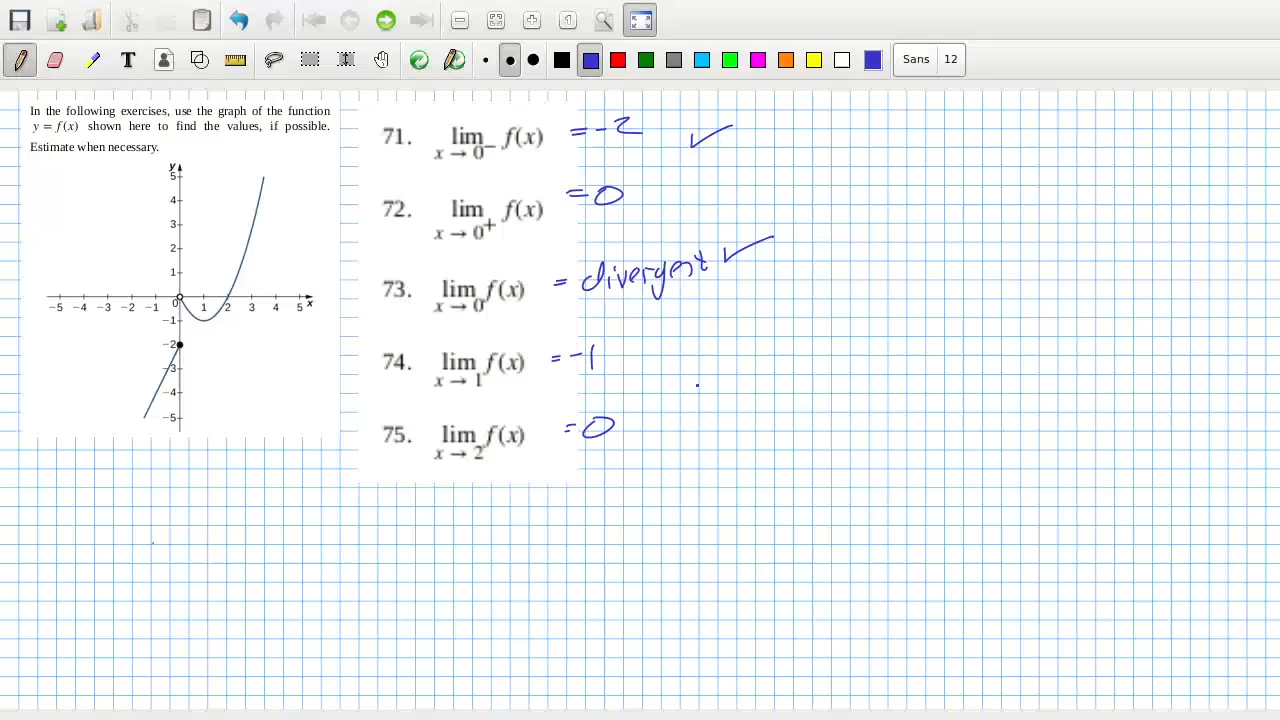 Sans 12
In the following exercises, use the graph of the function
y = f(x) shown here to find the values, if possible.
Estimate when necessary.
y
5
4
3
2
1
0
−5 −4 −3 −2 −1 1 2 3 4 5 x
−1
−2
−3
−4
−5
71. lim x → 0− f(x) = -2 ✓
72. lim x → 0+ f(x) = 0
73. lim x → 0 f(x) = divergent ✓
74. lim x → 1 f(x) = -1
75. lim x → 2 f(x) = 0